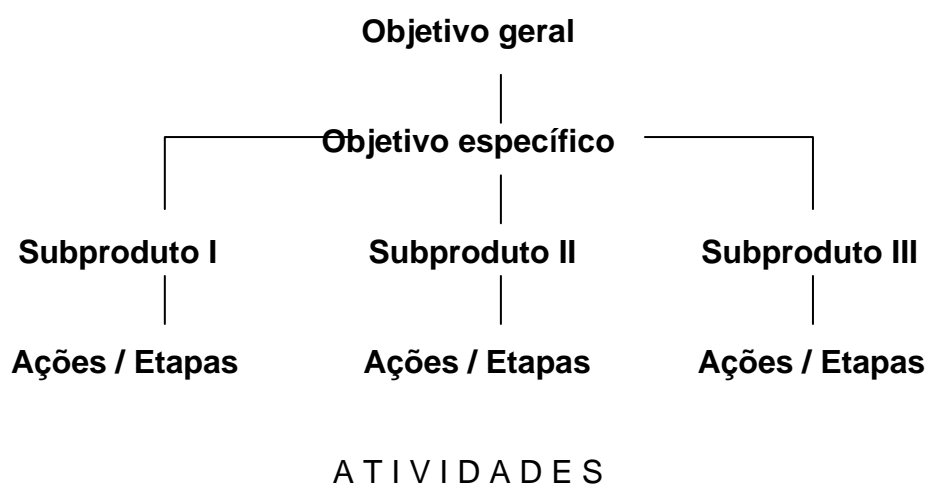 Objetivo geral
Objetivo específico
Subproduto I Subproduto II Subproduto III
Ações / Etapas Ações / Etapas Ações / Etapas
A T I V I D A D E S